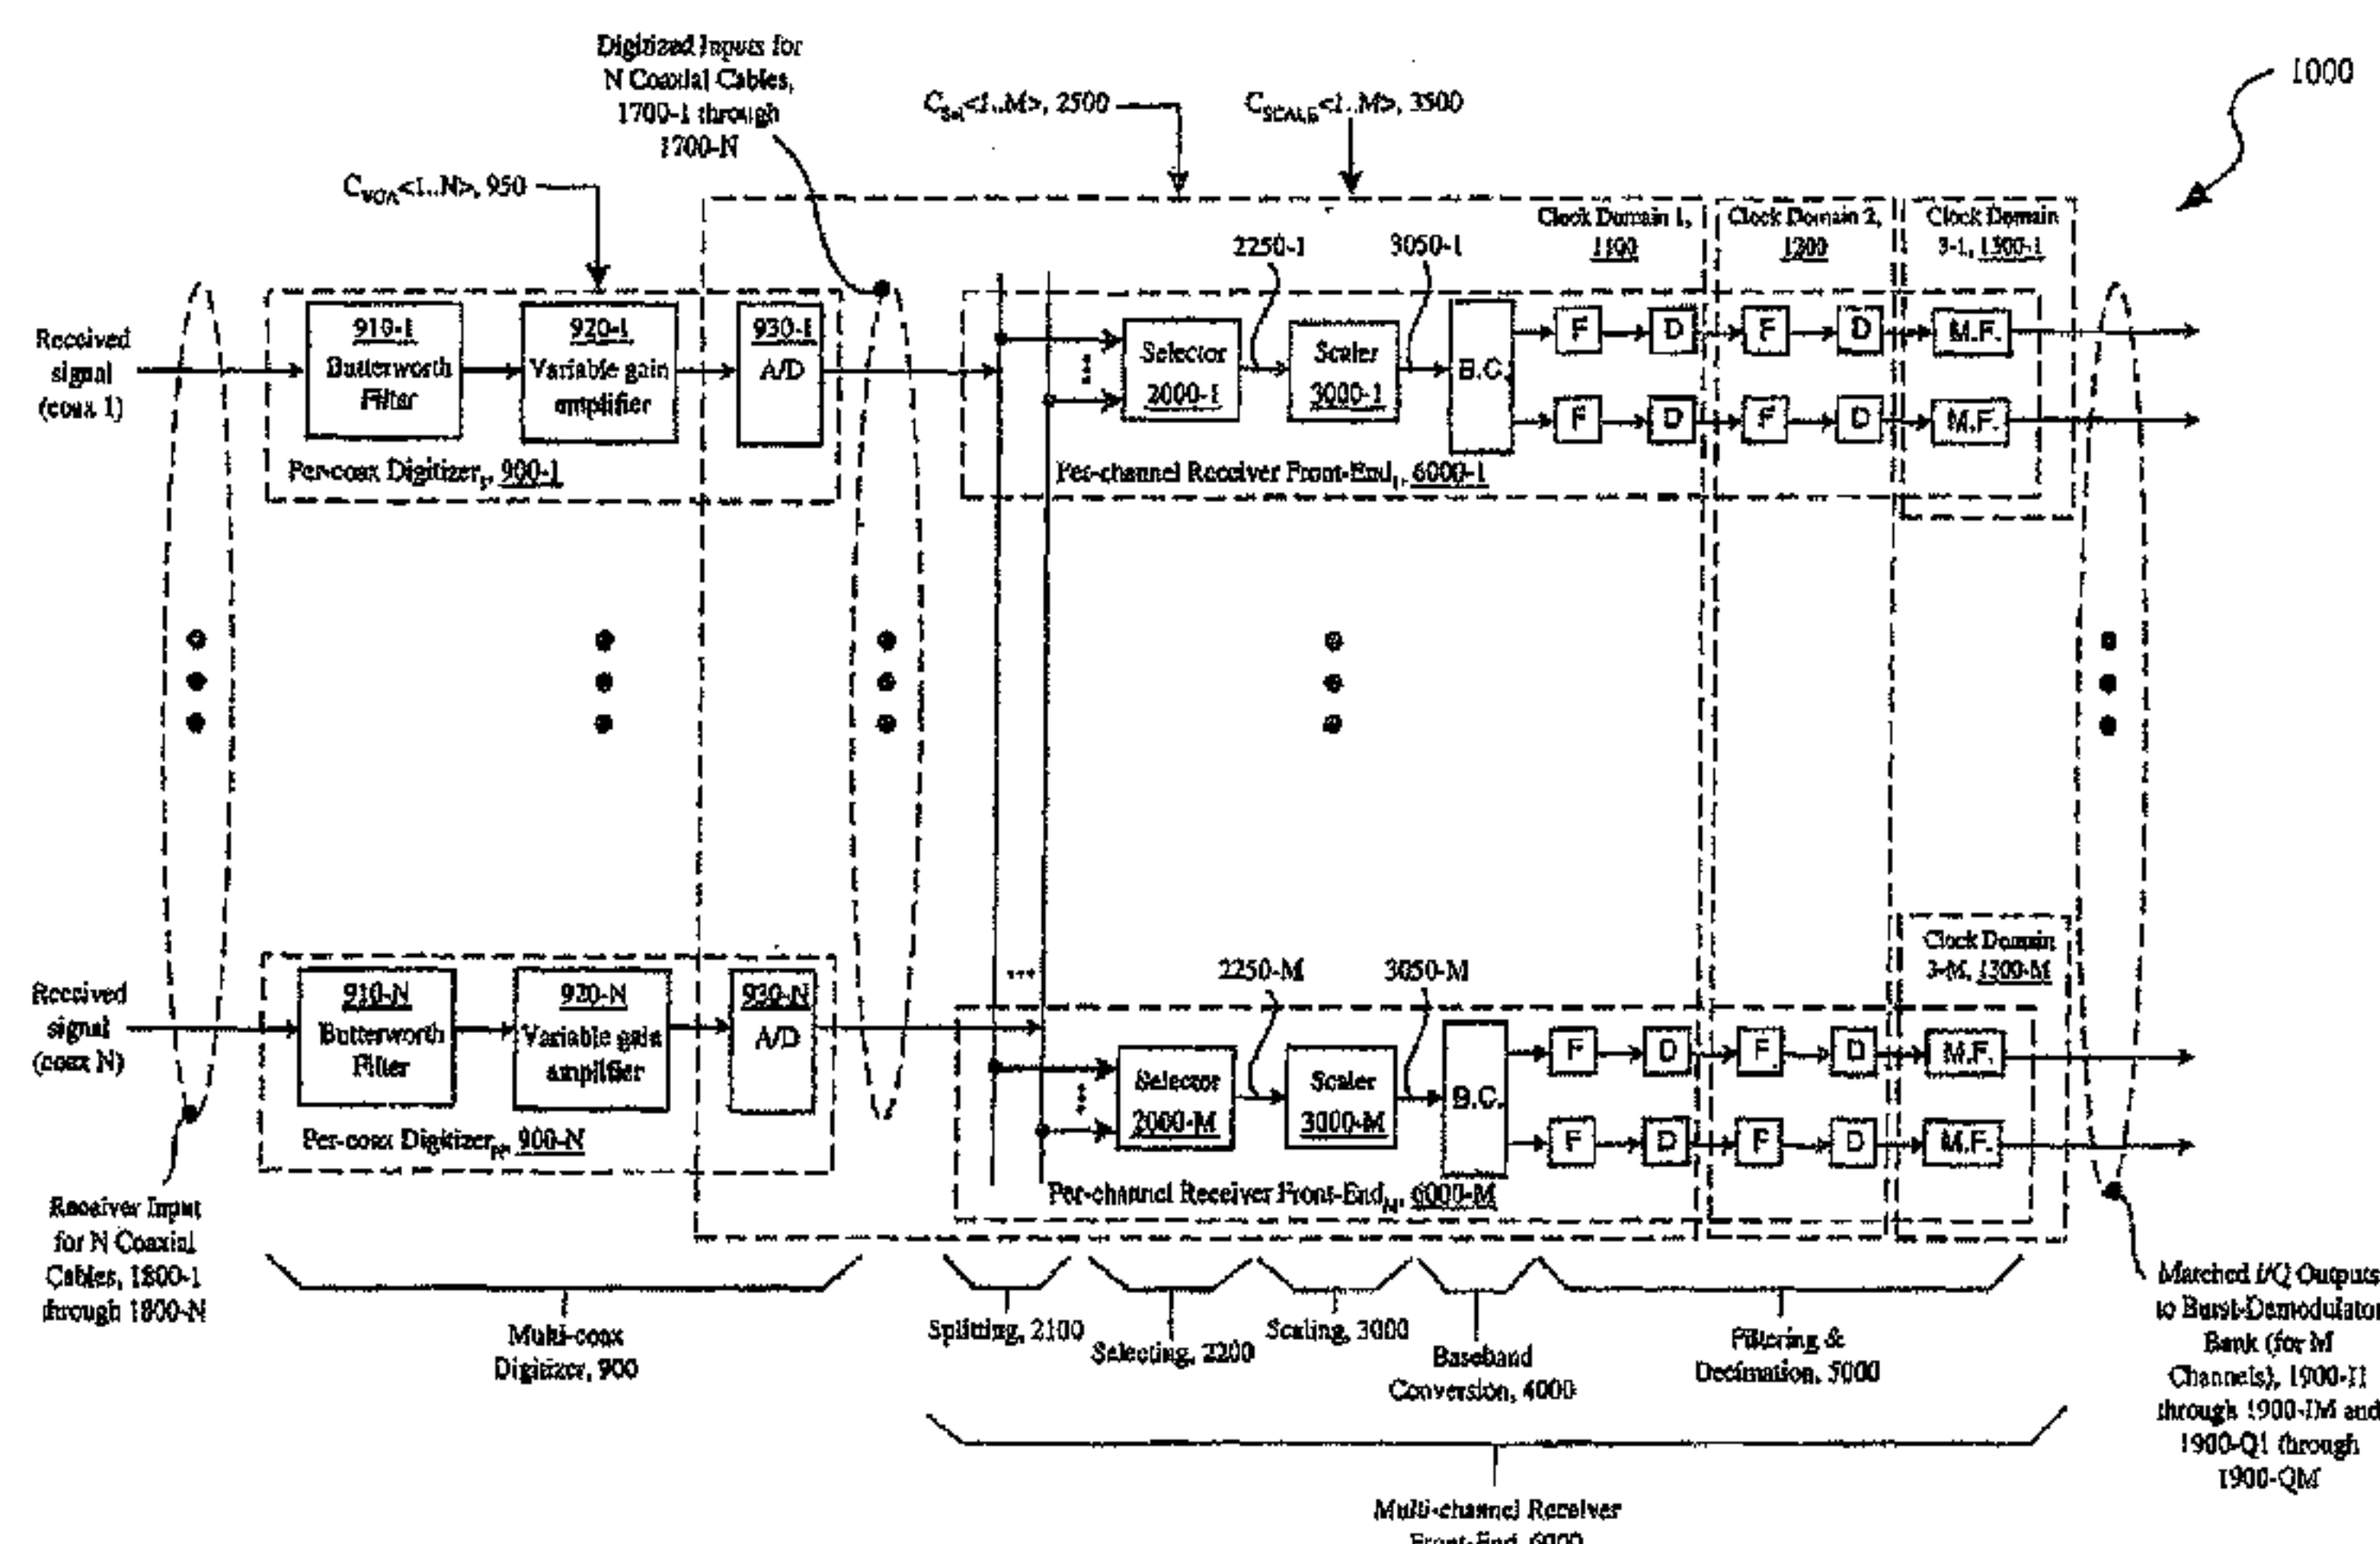 Digitized Inputs for
N Coaxial Cables,
1700-1 through
1700-N
C_Sel<1..M>, 2500
C_SCALE<1..M>, 3500
1000
C_VGA<1..N>, 950
Clock Domain 1,
1100
Clock Domain 2,
1200
Clock Domain
3-1, 1300-1
2250-1
3050-1
Received
signal
(coax 1)
910-1
Butterworth
Filter
920-1
Variable gain
amplifier
930-1
A/D
Selector
2000-1
Scaler
3000-1
B.C.
F
D
F
D
M.F.
F
D
F
D
M.F.
Per-coax Digitizer1, 900-1
Per-channel Receiver Front-End1, 6000-1
Clock Domain
3-M, 1300-M
2250-M
3050-M
Received
signal
(coax N)
910-N
Butterworth
Filter
920-N
Variable gain
amplifier
930-N
A/D
Selector
2000-M
Scaler
3000-M
B.C.
F
D
F
D
M.F.
F
D
F
D
M.F.
Per-coax DigitizerN, 900-N
Per-channel Receiver Front-EndM, 6000-M
Receiver Input
for N Coaxial
Cables, 1800-1
through 1800-N
Multi-coax
Digitizer, 900
Splitting, 2100
Selecting, 2200
Scaling, 3000
Baseband
Conversion, 4000
Filtering &
Decimation, 5000
Matched I/Q Outputs
to Burst-Demodulator
Bank (for M
Channels), 1900-I1
through 1900-IM and
1900-Q1 through
1900-QM
Multi-channel Receiver
Front-End, 6000